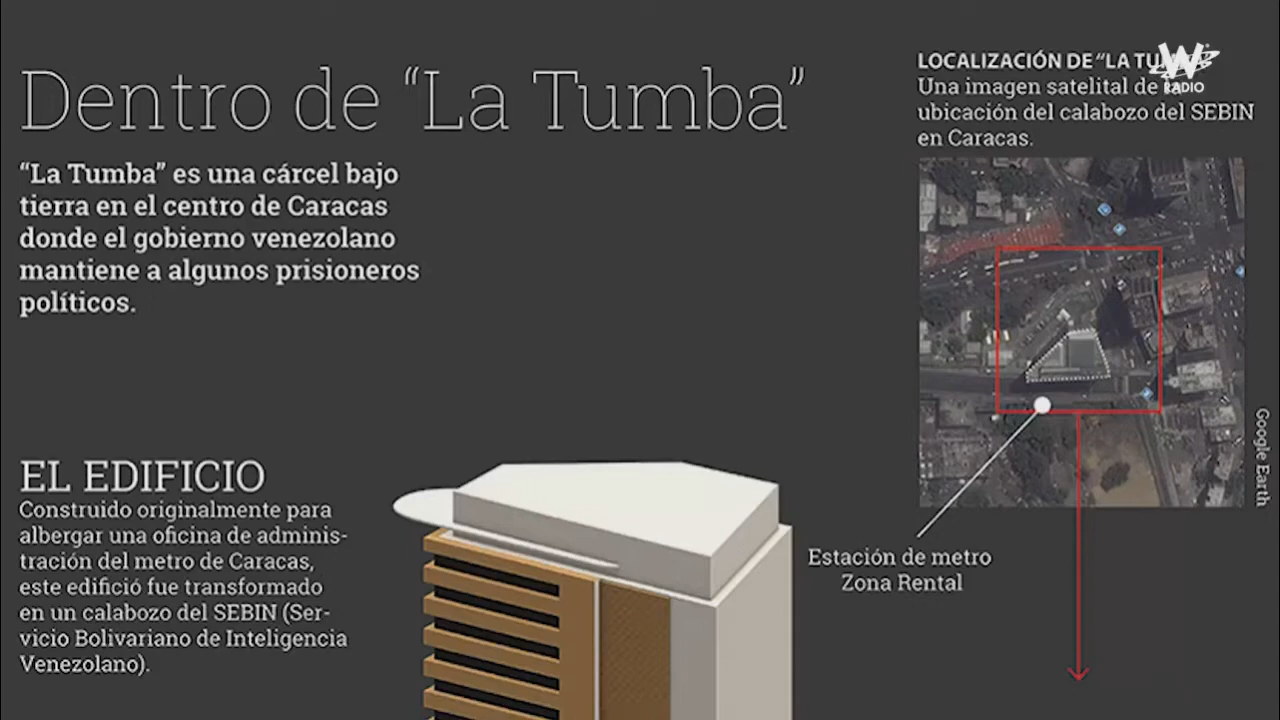 Dentro de “La Tumba”
“La Tumba” es una cárcel bajo
tierra en el centro de Caracas
donde el gobierno venezolano
mantiene a algunos prisioneros
políticos.
EL EDIFICIO
Construido originalmente para
albergar una oficina de adminis-
tración del metro de Caracas,
este edifició fue transformado
en un calabozo del SEBIN (Ser-
vicio Bolivariano de Inteligencia
Venezolano).
LOCALIZACIÓN DE “LA
Una imagen satelital de
ubicación del calabozo del SEBIN
en Caracas.
W
RADIO
Google Earth
Estación de metro
Zona Rental